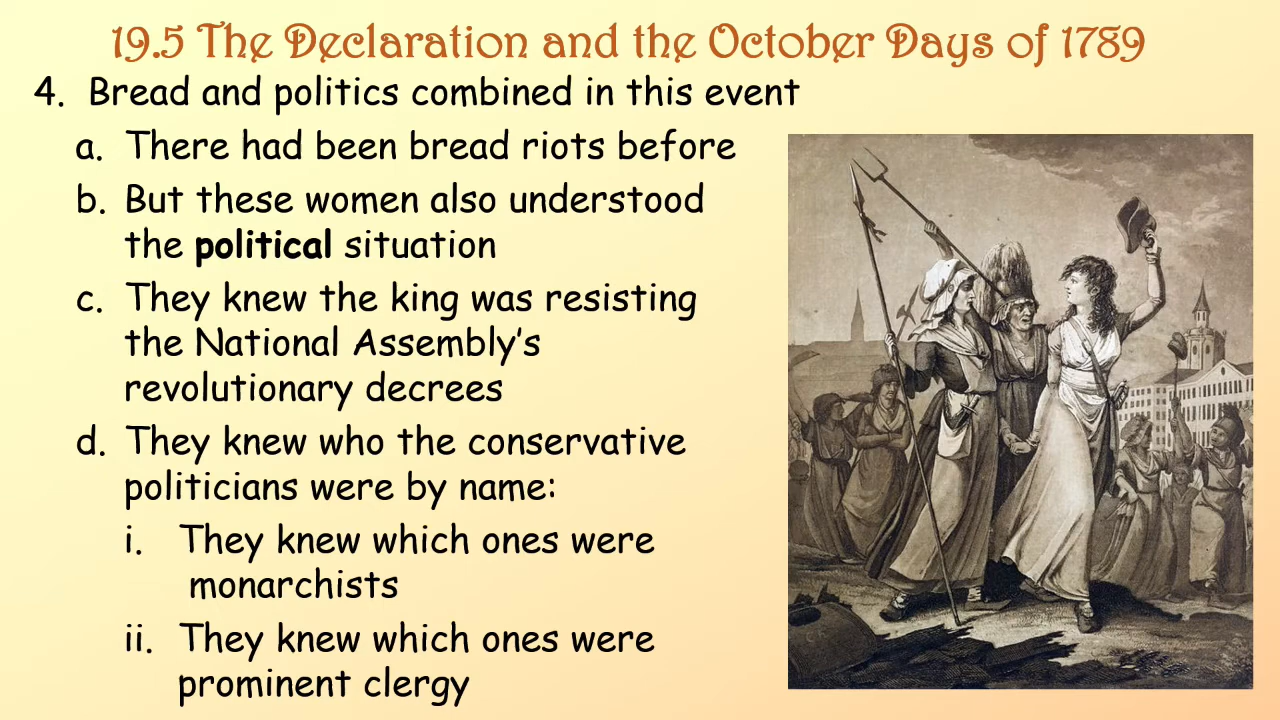 19.5 The Declaration and the October Days of 1789
4. Bread and politics combined in this event
a. There had been bread riots before
b. But these women also understood
the political situation
c. They knew the king was resisting
the National Assembly’s
revolutionary decrees
d. They knew who the conservative
politicians were by name:
i. They knew which ones were
monarchists
ii. They knew which ones were
prominent clergy